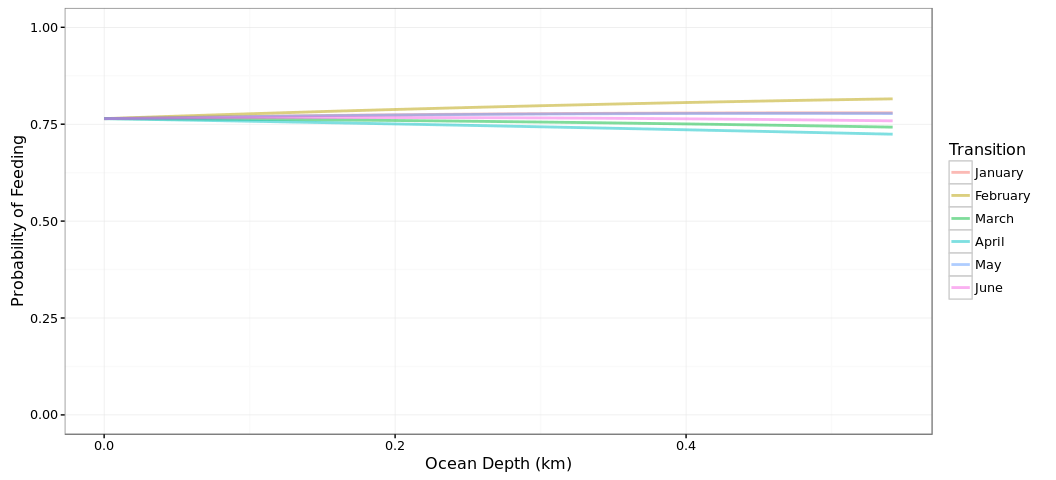 1.00
0.75
0.50
0.25
0.00
Probability of Feeding
0.0
0.2
0.4
Ocean Depth (km)
Transition
January
February
March
April
May
June